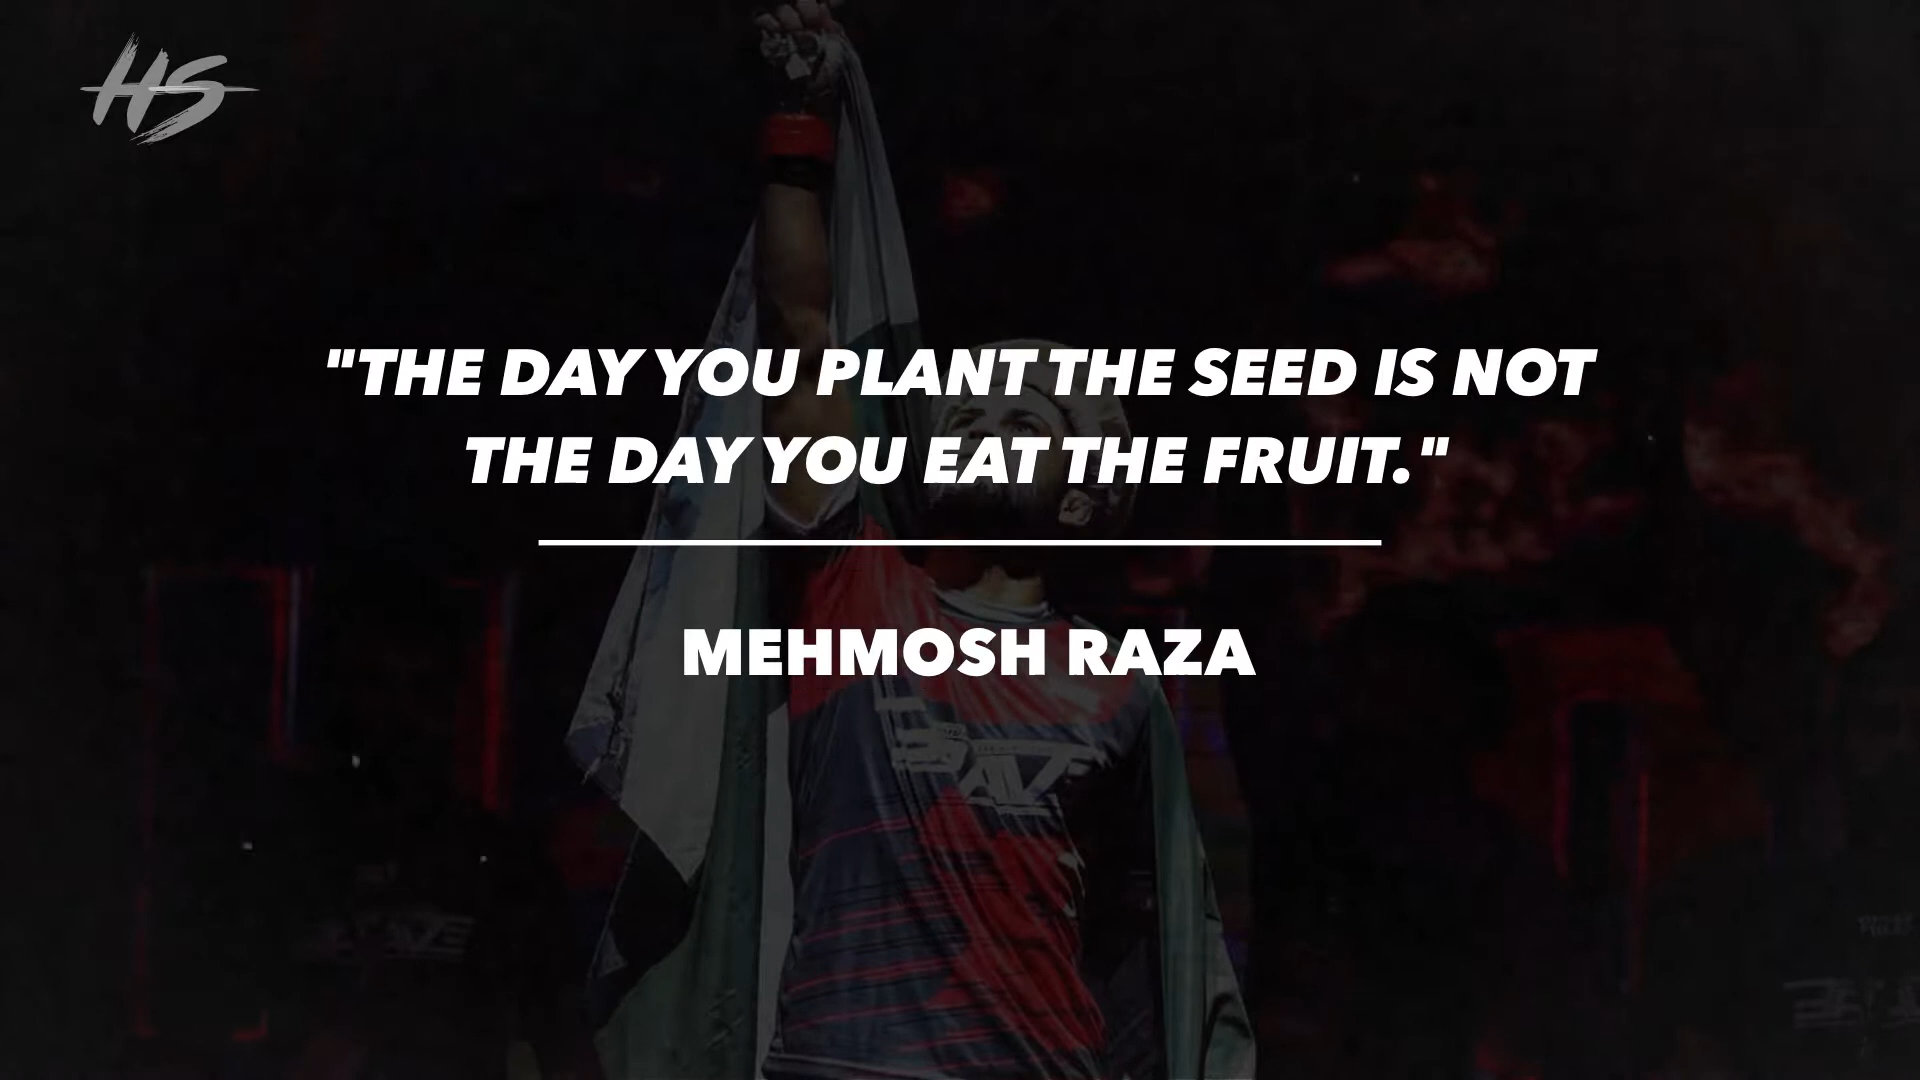 HS
"THE DAY YOU PLANT THE SEED IS NOT
THE DAY YOU EAT THE FRUIT."
MEHMOSH RAZA